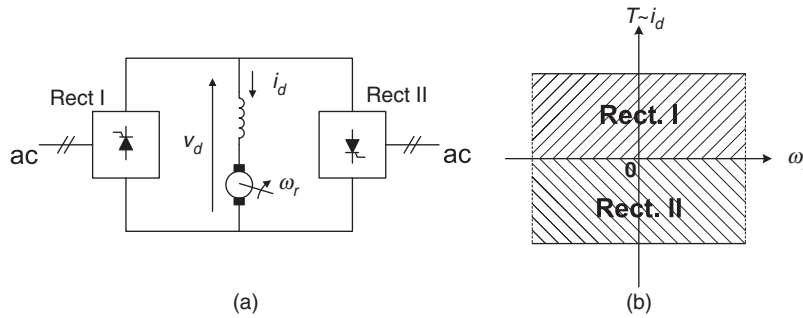 T~i_d
Rect I
i_d
Rect II
v_d
ac
ac
ω_r
Rect. I
0
ω
Rect. II
(a)
(b)